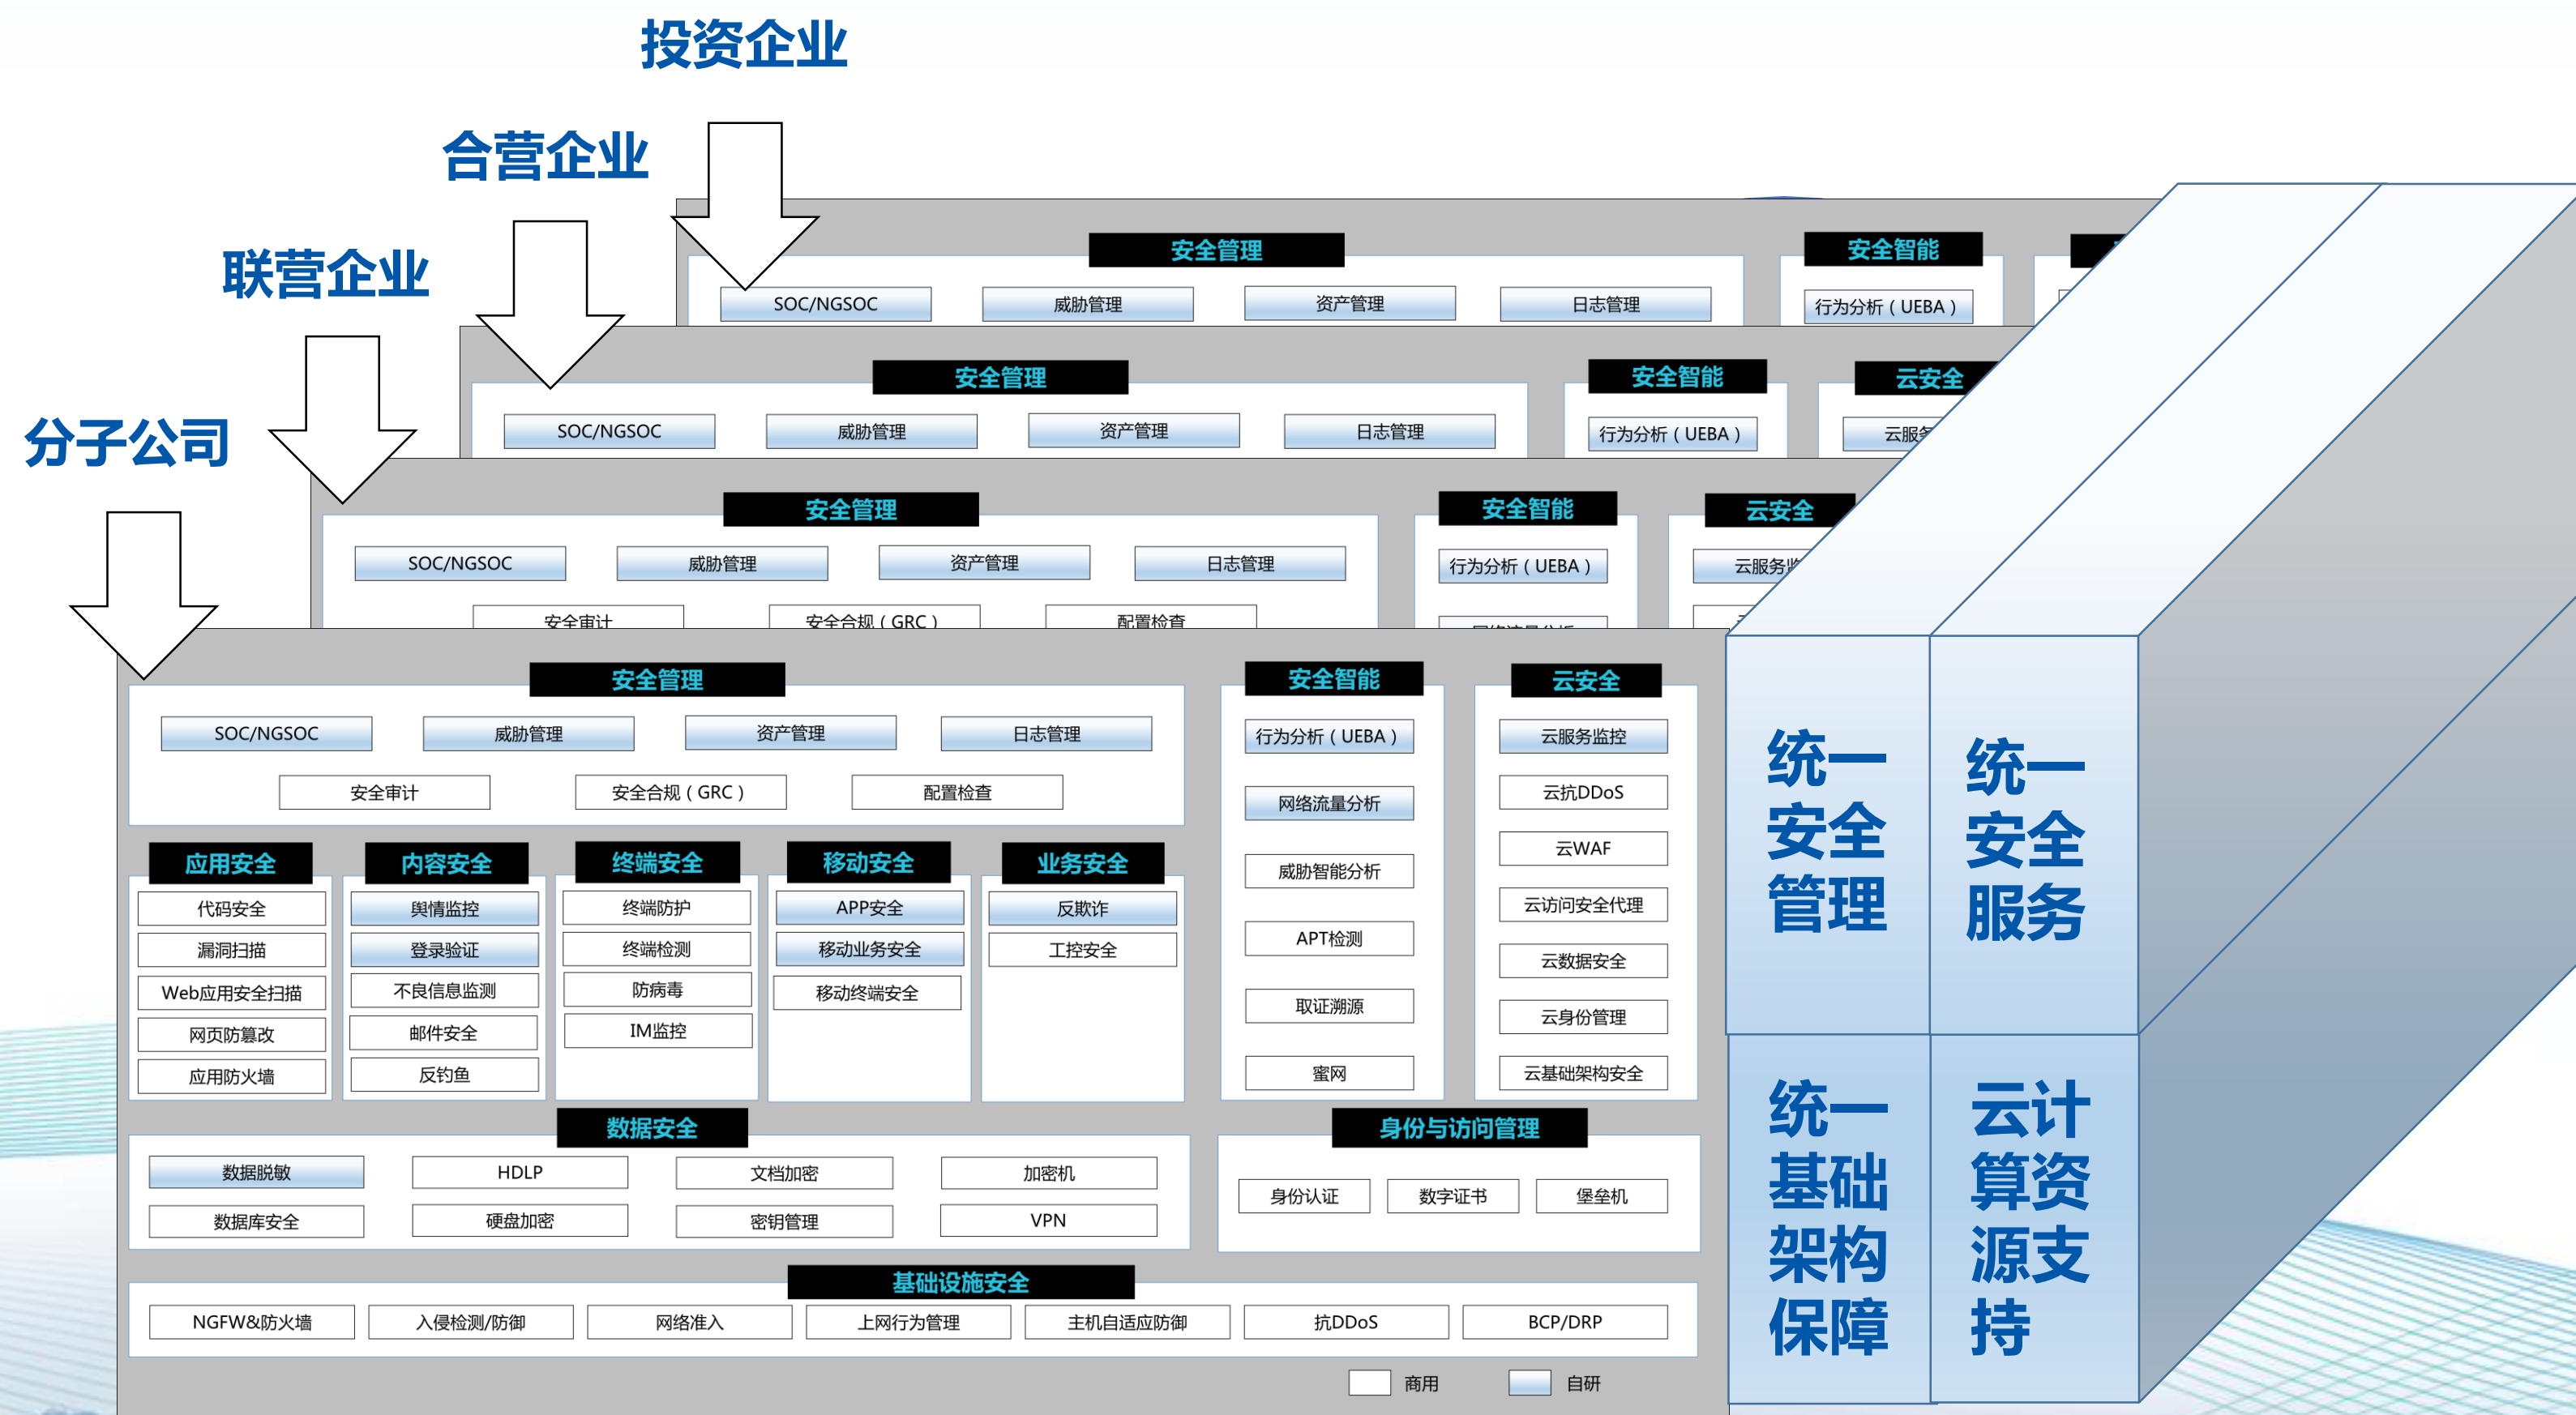 投资企业
合营企业
联营企业
分子公司
安全管理
安全智能
SOC/NGSOC
威胁管理
资产管理
日志管理
行为分析（UEBA）
安全管理
安全智能
云安全
SOC/NGSOC
威胁管理
资产管理
日志管理
行为分析（UEBA）
云服务
安全管理
安全智能
云安全
SOC/NGSOC
威胁管理
资产管理
日志管理
行为分析（UEBA）
云服务监
安全审计
安全合规（GRC）
配置检查
网络流量分析
安全管理
SOC/NGSOC
威胁管理
资产管理
日志管理
安全审计
安全合规（GRC）
配置检查
安全智能
行为分析（UEBA）
网络流量分析
威胁智能分析
APT检测
取证溯源
蜜网
云安全
云服务监控
云抗DDoS
云WAF
云访问安全代理
云数据安全
云身份管理
云基础架构安全
应用安全
代码安全
漏洞扫描
Web应用安全扫描
网页防篡改
应用防火墙
内容安全
舆情监控
登录验证
不良信息监测
邮件安全
反钓鱼
终端安全
终端防护
终端检测
防病毒
IM监控
移动安全
APP安全
移动业务安全
移动终端安全
业务安全
反欺诈
工控安全
数据安全
数据脱敏
HDLP
文档加密
加密机
数据库安全
硬盘加密
密钥管理
VPN
身份与访问管理
身份认证
数字证书
堡垒机
基础设施安全
NGFW&防火墙
入侵检测/防御
网络准入
上网行为管理
主机自适应防御
抗DDoS
BCP/DRP
商用
自研
统一
安全
管理
统一
安全
服务
统一
基础
架构
保障
云计
算资
源支
持